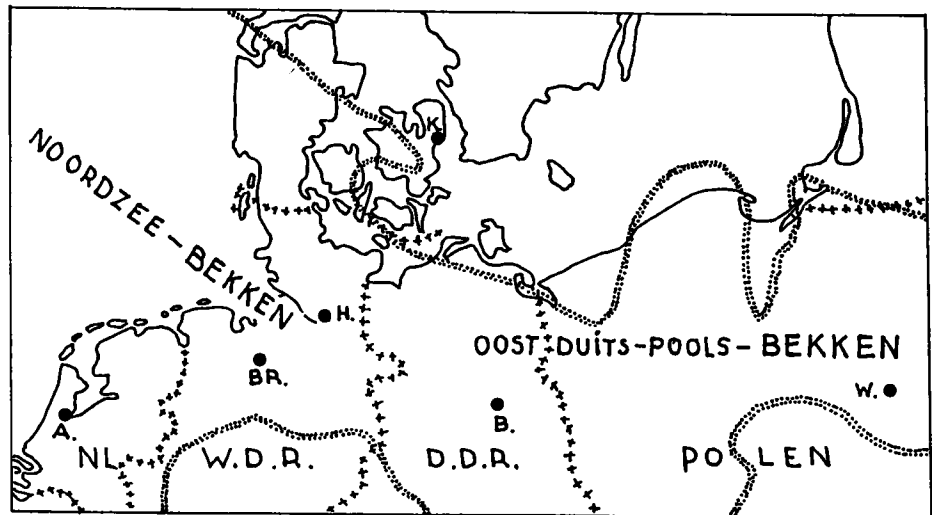 K.
NOORDZEE-BEKKEN
H.
OOST DUITS-POOLS-BEKKEN
BR.
W.
B.
A.
NL.
W.D.R.
D.D.R.
POLEN